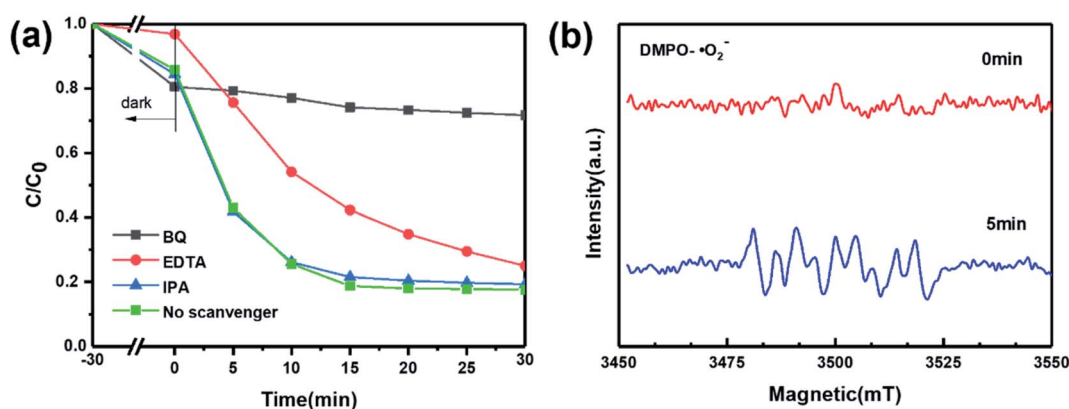 (a)
1.0
0.8
0.6
0.4
0.2
0.0
C/C0
dark
BQ
EDTA
IPA
No scanvenger
-30 0 5 10 15 20 25 30
Time(min)
(b)
DMPO- •O2-
0min
5min
Intensity(a.u.)
3450 3475 3500 3525 3550
Magnetic(mT)